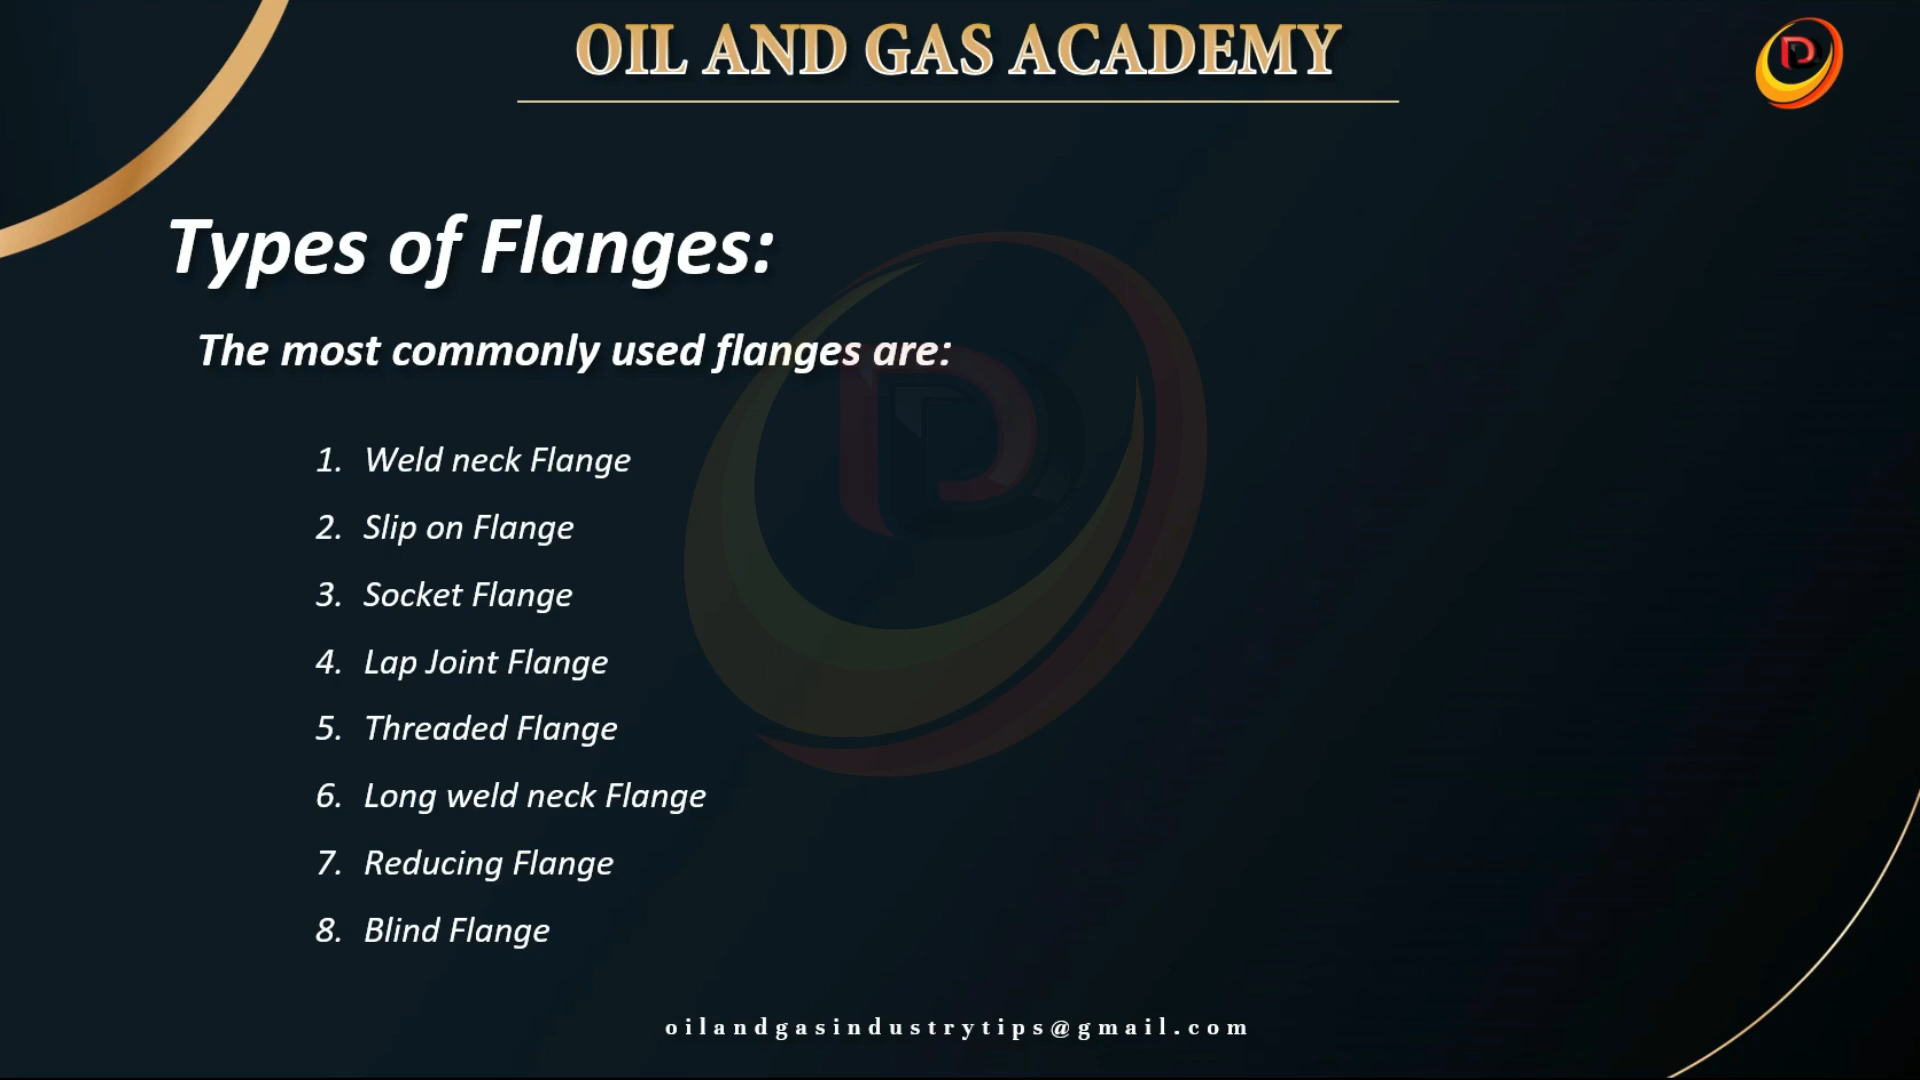 OIL AND GAS ACADEMY
Types of Flanges:
The most commonly used flanges are:
1. Weld neck Flange
2. Slip on Flange
3. Socket Flange
4. Lap Joint Flange
5. Threaded Flange
6. Long weld neck Flange
7. Reducing Flange
8. Blind Flange
oilandgasindustrytips@gmail.com